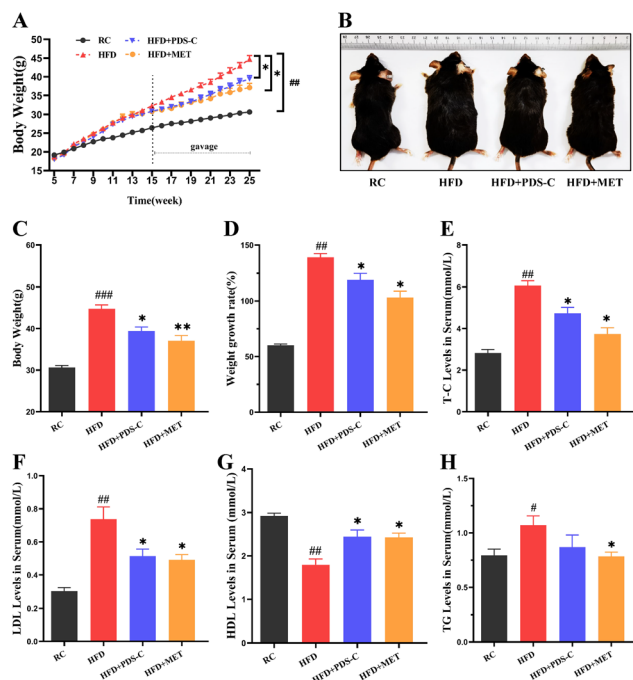 A
RC
HFD+PDS-C
HFD
HFD+MET
Body Weight(g)
50
45
40
35
30
25
20
15
*
*
##
gavage
5 7 9 11 13 15 17 19 21 23 25
Time(week)
B
RC HFD HFD+PDS-C HFD+MET
C
Body Weight(g)
60
50
40
30
20
###
*
**
RC HFD HFD+PDS-C HFD+MET
D
Weight growth rate(%)
150
100
50
0
##
*
*
RC HFD HFD+PDS-C HFD+MET
E
T-C Levels in Serum(mmol/L)
8
6
4
2
0
##
*
*
RC HFD HFD+PDS-C HFD+MET
F
LDL Levels in Serum(mmol/L)
1.0
0.8
0.6
0.4
0.2
0.0
##
*
*
RC HFD HFD+PDS-C HFD+MET
G
HDL Levels in Serum (mmol/L)
4
3
2
1
0
##
*
*
RC HFD HFD+PDS-C HFD+MET
H
TG Levels in Serum(mmol/L)
1.5
1.0
0.5
0.0
#
*
RC HFD HFD+PDS-C HFD+MET